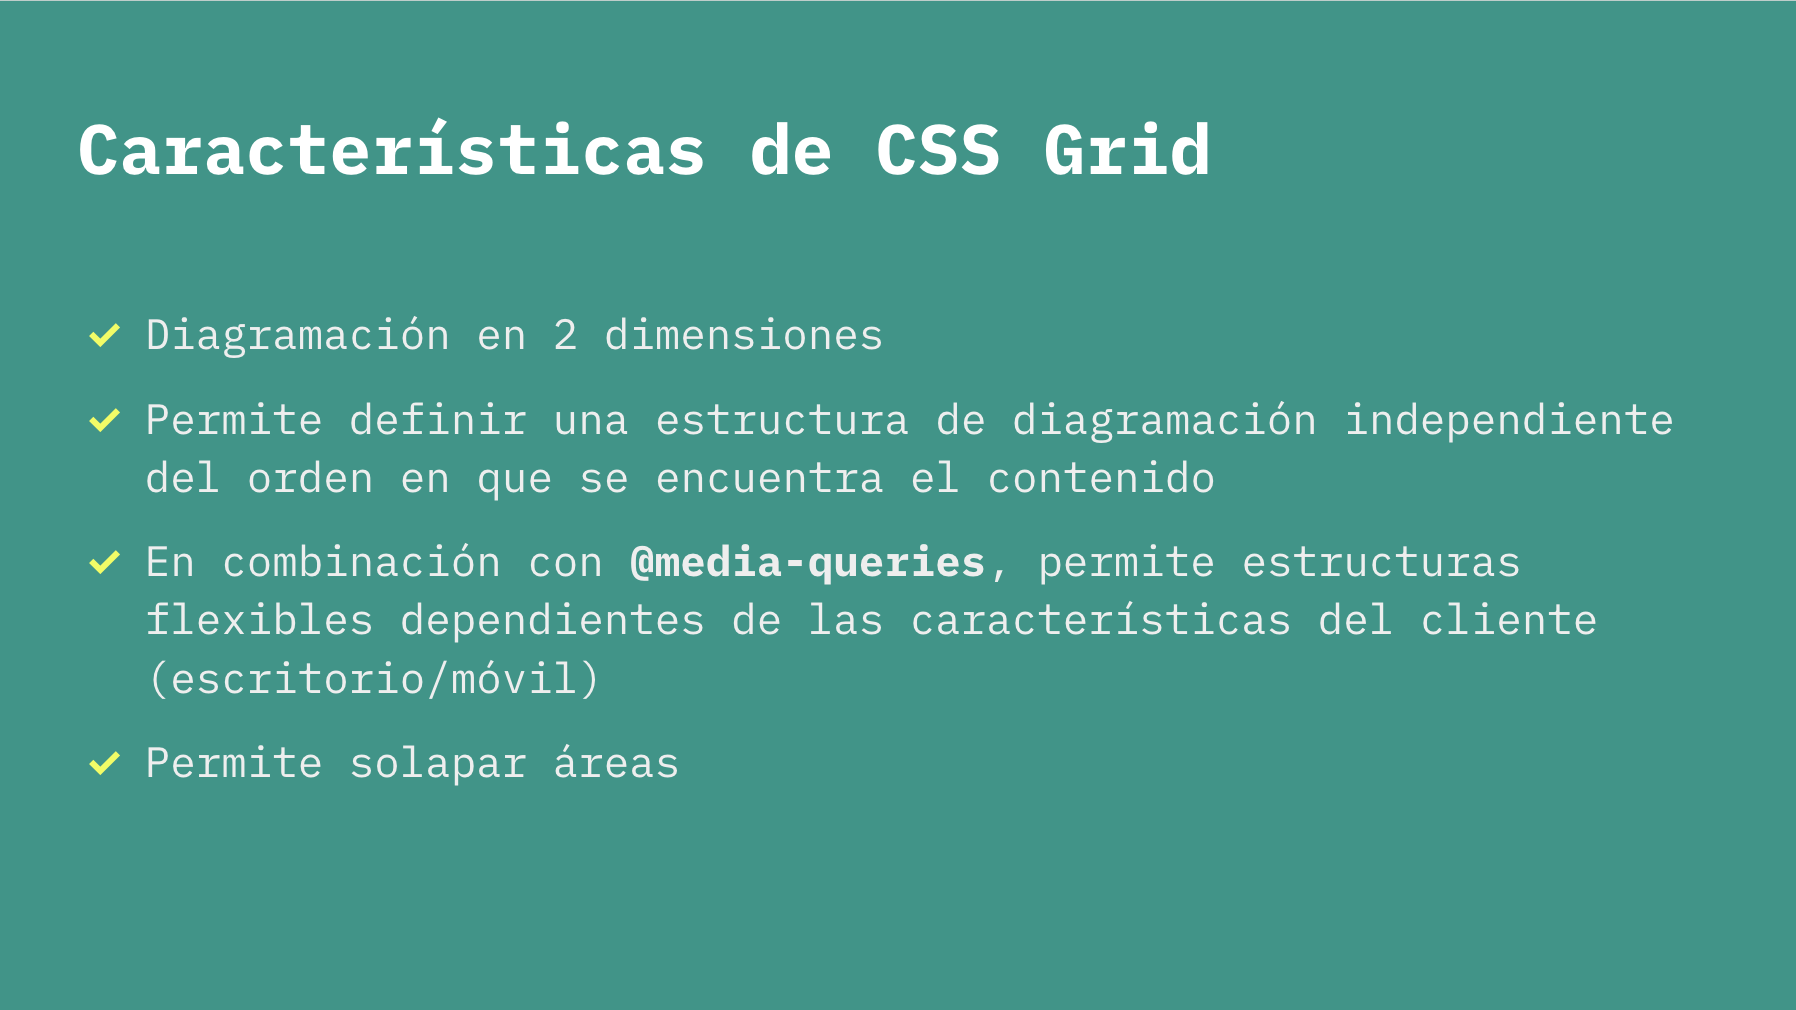 Características de CSS Grid
Diagramación en 2 dimensiones
Permite definir una estructura de diagramación independiente
del orden en que se encuentra el contenido
En combinación con @media-queries, permite estructuras
flexibles dependientes de las características del cliente
(escritorio/móvil)
Permite solapar áreas